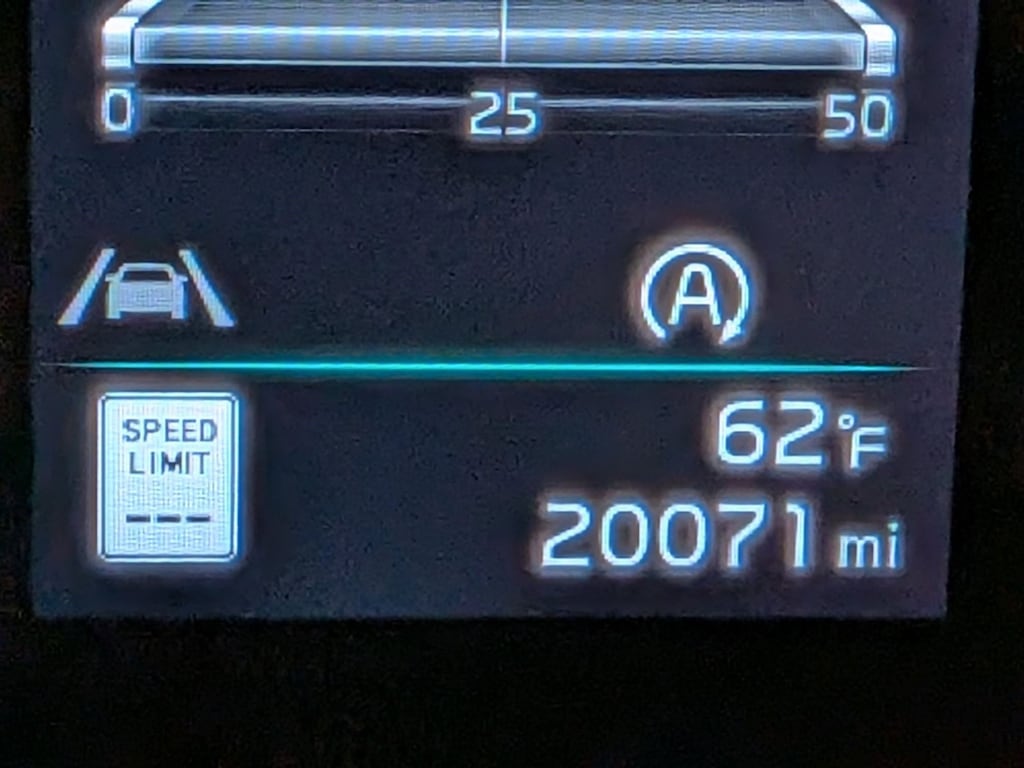 0 25 50
A
SPEED
LIMIT
---
62°F
20071 mi